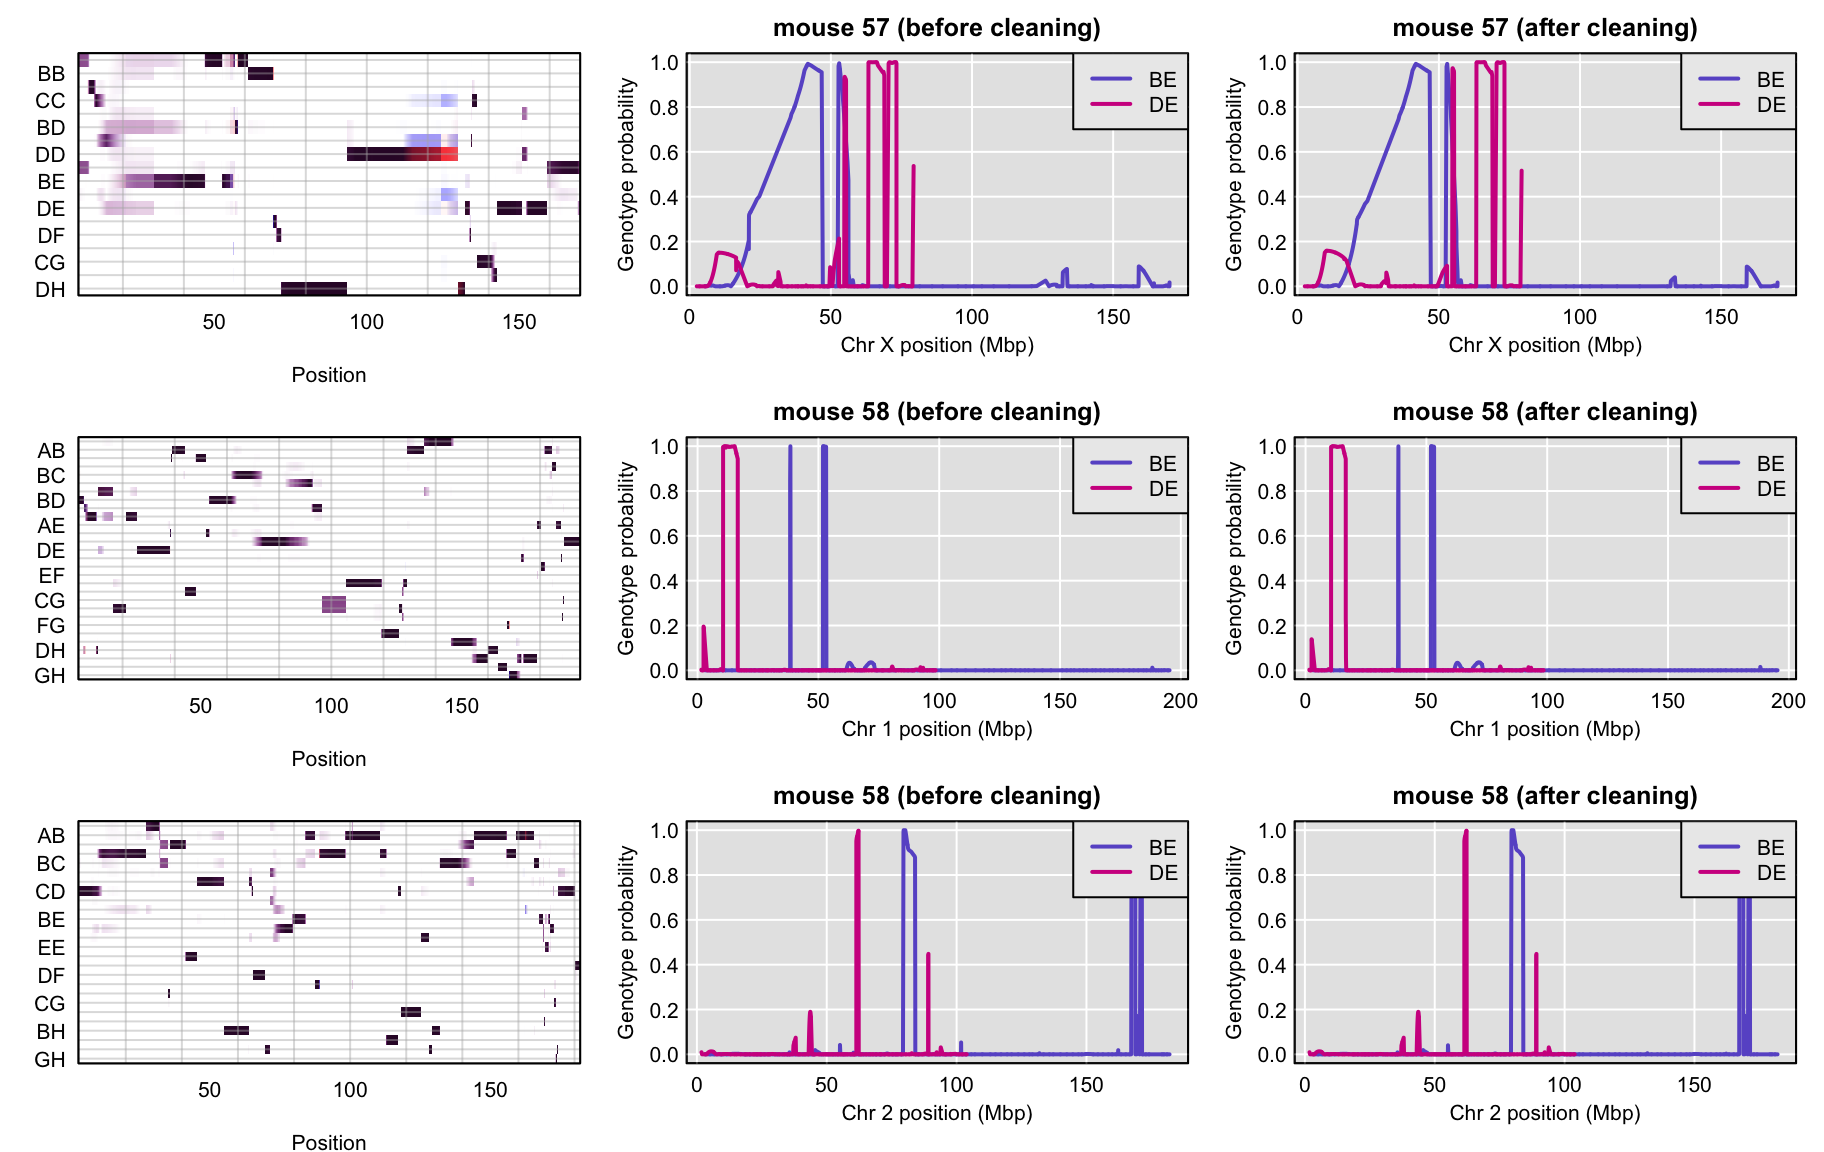 mouse 57 (before cleaning)
mouse 57 (after cleaning)
BB
CC
BD
DD
BE
DE
DF
CG
DH
50 100 150
Position
Genotype probability
1.0
0.8
0.6
0.4
0.2
0.0
BE
DE
0 50 100 150
Chr X position (Mbp)
Genotype probability
1.0
0.8
0.6
0.4
0.2
0.0
BE
DE
0 50 100 150
Chr X position (Mbp)
mouse 58 (before cleaning)
mouse 58 (after cleaning)
AB
BC
BD
AE
DE
EF
CG
FG
DH
GH
50 100 150
Position
Genotype probability
1.0
0.8
0.6
0.4
0.2
0.0
BE
DE
0 50 100 150 200
Chr 1 position (Mbp)
Genotype probability
1.0
0.8
0.6
0.4
0.2
0.0
BE
DE
0 50 100 150 200
Chr 1 position (Mbp)
mouse 58 (before cleaning)
mouse 58 (after cleaning)
AB
BC
CD
BE
EE
DF
CG
BH
GH
50 100 150
Position
Genotype probability
1.0
0.8
0.6
0.4
0.2
0.0
BE
DE
0 50 100 150
Chr 2 position (Mbp)
Genotype probability
1.0
0.8
0.6
0.4
0.2
0.0
BE
DE
0 50 100 150
Chr 2 position (Mbp)